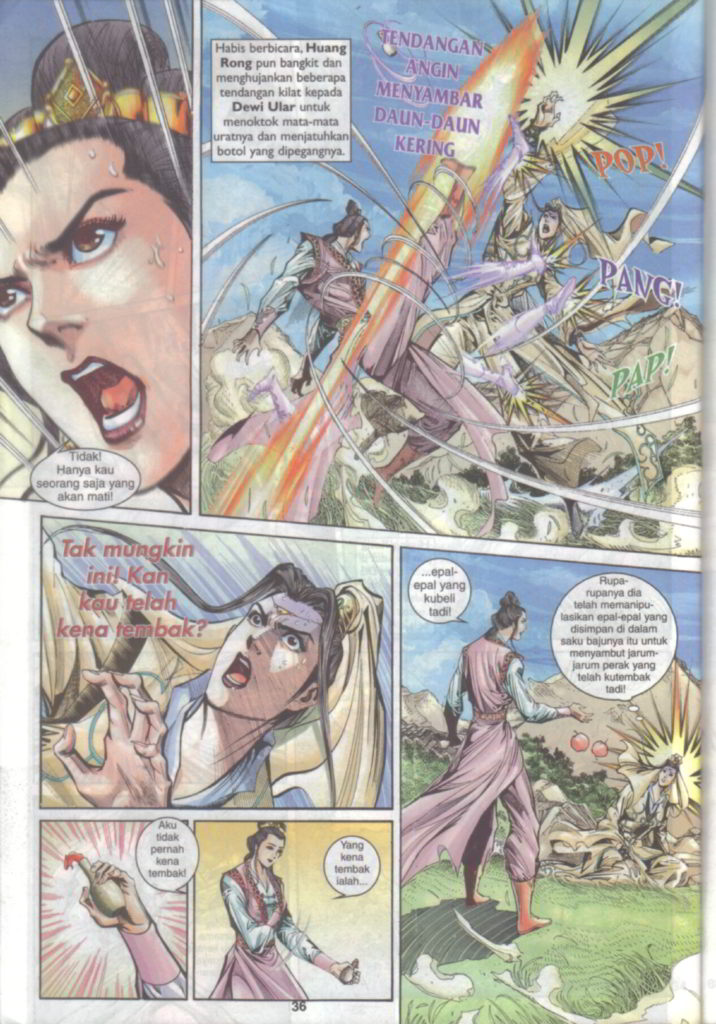 Tidak!
Hanya kau
seorang saja yang
akan mati!
Habis berbicara, Huang
Rong pun bangkit dan
menghujankan beberapa
tendangan kilat kepada
Dewi Ular untuk
menoktok mata-mata
uratnya dan menjatuhkan
botol yang dipegangnya.
TENDANGAN
ANGIN
MENYAMBAR
DAUN-DAUN
KERING
POP!
PANG!
PAP!
Tak mungkin
ini! Kan
kau telah
kena tembak?
Aku
tidak
pernah
kena
tembak!
Yang
kena
tembak
ialah...
...epal-
epal yang
kubeli
tadi!
Rupa-
rupanya dia
telah memanipu-
lasikan epal-epal yang
disimpan di dalam
saku bajunya itu untuk
menyambut jarum-
jarum perak yang
telah kutembak
tadi!
36